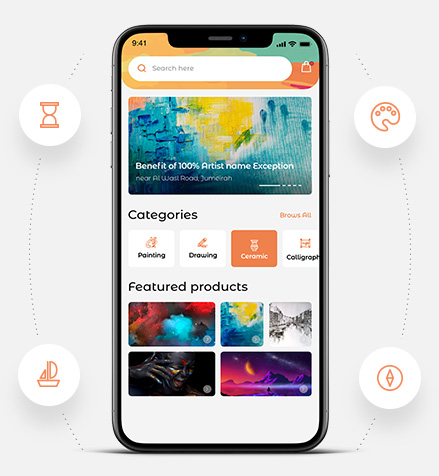 9:41
Search here
Benefit of 100% Artist name Exception
near Al Wasl Road, Jumeirah
Categories
Brows All
Painting
Drawing
Ceramic
Calligraph
Featured products